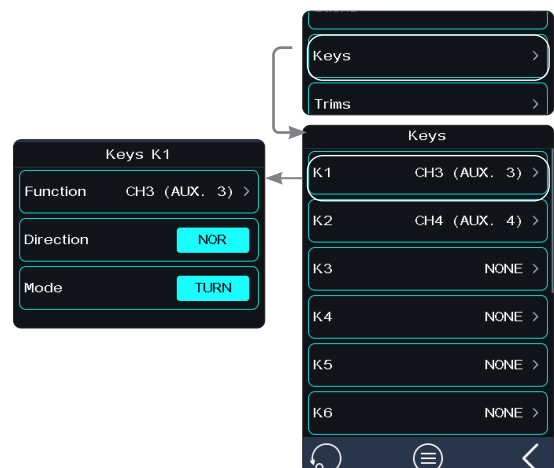 Keys >
Trims >
Keys
K1 CH3 (AUX. 3) >
K2 CH4 (AUX. 4) >
K3 NONE >
K4 NONE >
K5 NONE >
K6 NONE >
Keys K1
Function CH3 (AUX. 3) >
Direction NOR
Mode TURN